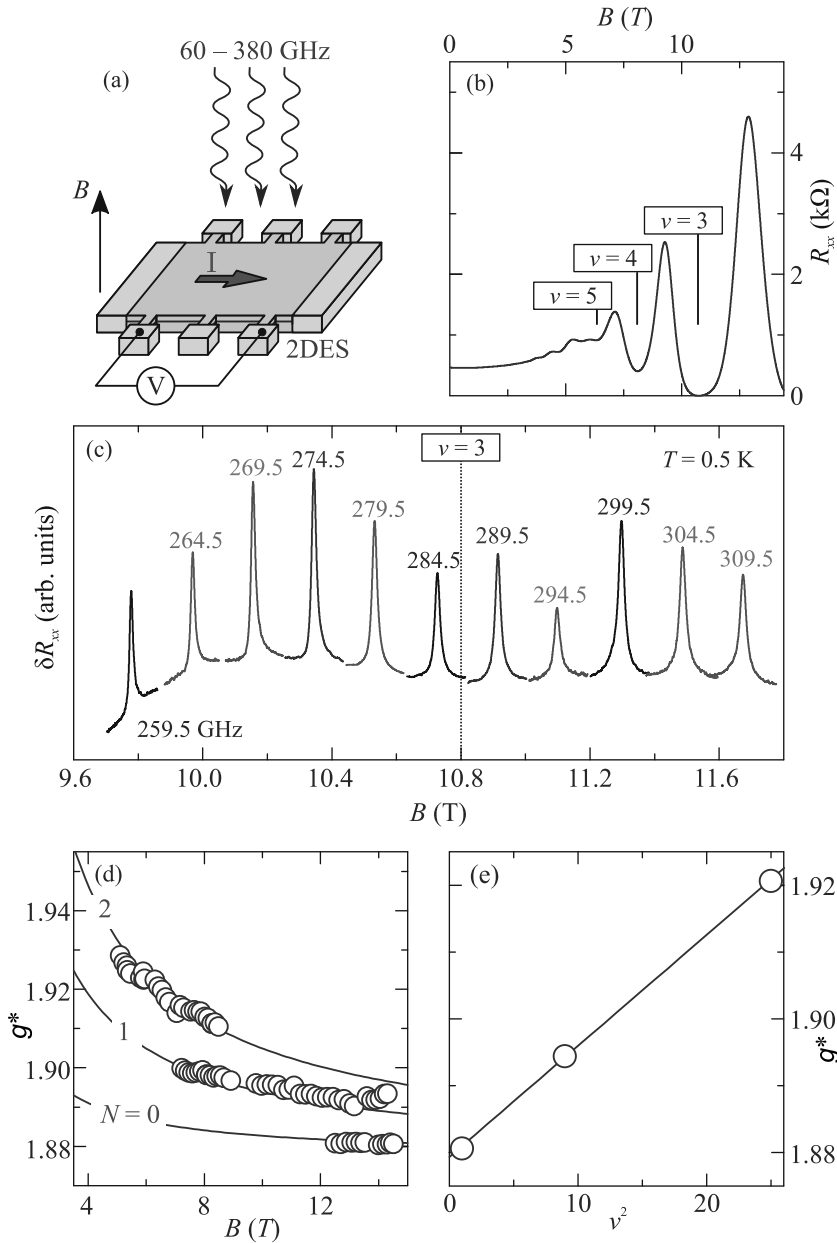 (a)
60 – 380 GHz
B
I
V
2DES
B (T)
0 5 10
(b)
ν = 3
ν = 4
ν = 5
4
2
0
Rxx (kΩ)
(c)
ν = 3
T = 0.5 K
259.5 GHz
264.5
269.5
274.5
279.5
284.5
289.5
294.5
299.5
304.5
309.5
δRxx (arb. units)
9.6 10.0 10.4 10.8 11.2 11.6
B (T)
(d)
2
1
N = 0
1.94
1.92
1.90
1.88
g*
4 8 12
B (T)
(e)
1.92
1.90
1.88
g*
0 10 20
ν²